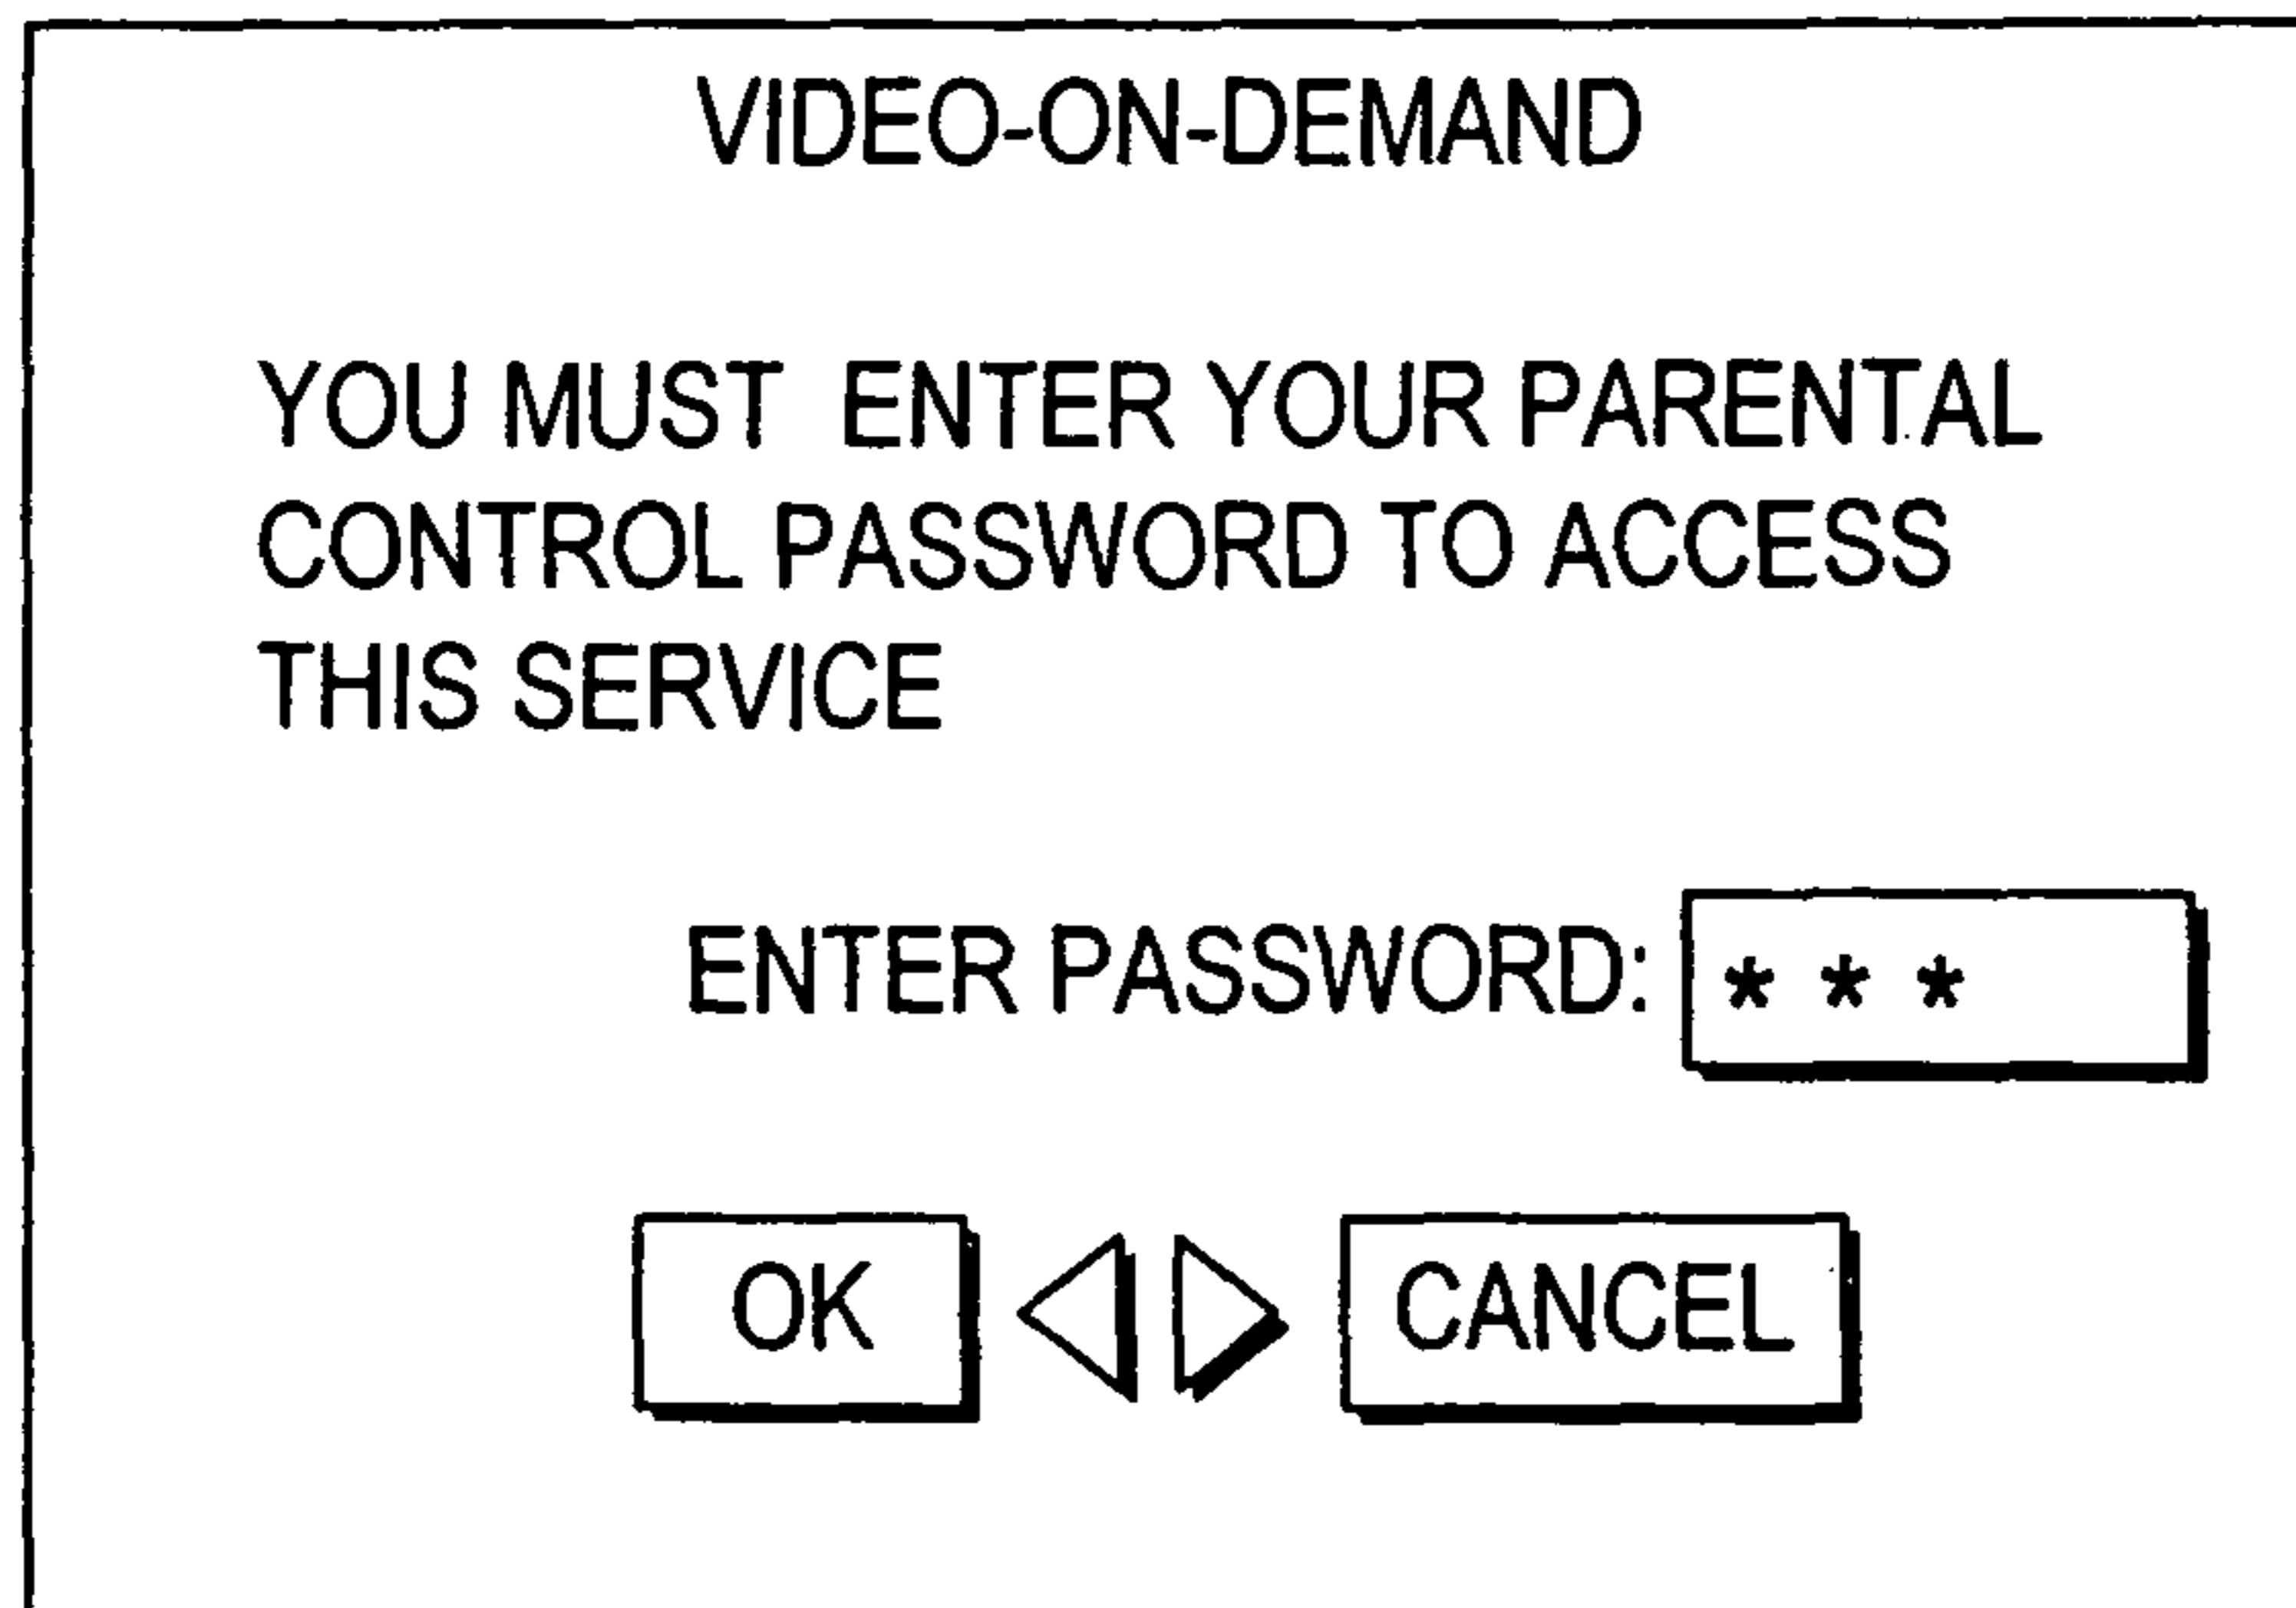 VIDEO-ON-DEMAND
YOU MUST ENTER YOUR PARENTAL
CONTROL PASSWORD TO ACCESS
THIS SERVICE
ENTER PASSWORD: * * *
OK CANCEL